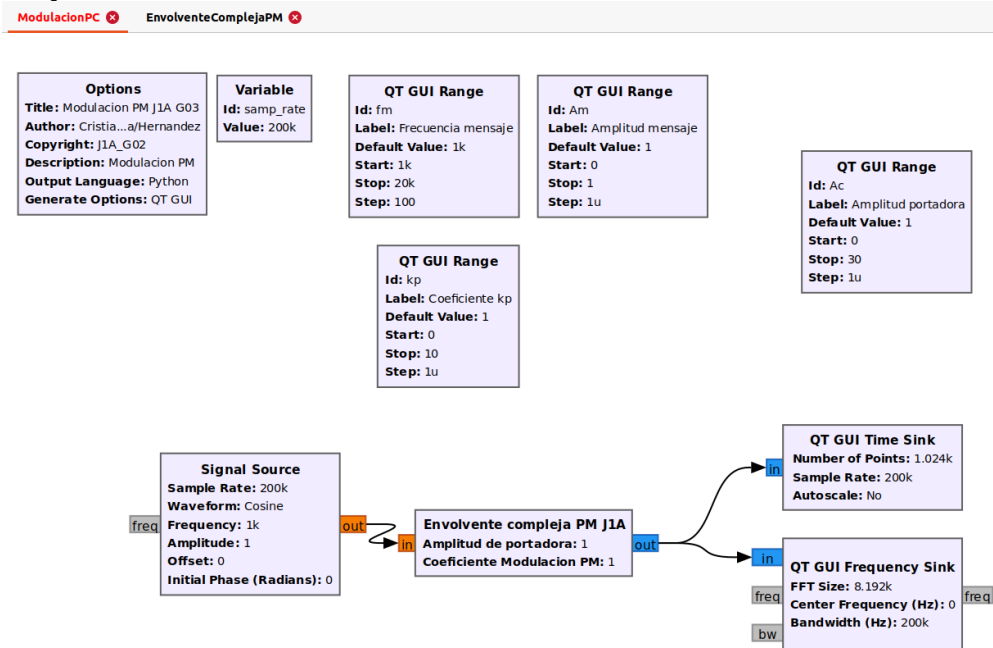 ModulacionPC
EnvolventeComplejaPM
Options
Title: Modulacion PM J1A G03
Author: Cristia...a/Hernandez
Copyright: J1A_G02
Description: Modulacion PM
Output Language: Python
Generate Options: QT GUI
Variable
Id: samp_rate
Value: 200k
QT GUI Range
Id: fm
Label: Frecuencia mensaje
Default Value: 1k
Start: 1k
Stop: 20k
Step: 100
QT GUI Range
Id: Am
Label: Amplitud mensaje
Default Value: 1
Start: 0
Stop: 1
Step: 1u
QT GUI Range
Id: Ac
Label: Amplitud portadora
Default Value: 1
Start: 0
Stop: 30
Step: 1u
QT GUI Range
Id: kp
Label: Coeficiente kp
Default Value: 1
Start: 0
Stop: 10
Step: 1u
Signal Source
Sample Rate: 200k
Waveform: Cosine
freq
Frequency: 1k
out
Amplitude: 1
Offset: 0
Initial Phase (Radians): 0
Envolvente compleja PM J1A
in
Amplitud de portadora: 1
out
Coeficiente Modulacion PM: 1
QT GUI Time Sink
Number of Points: 1.024k
in
Sample Rate: 200k
Autoscale: No
in
QT GUI Frequency Sink
FFT Size: 8.192k
freq
Center Frequency (Hz): 0
freq
Bandwidth (Hz): 200k
bw